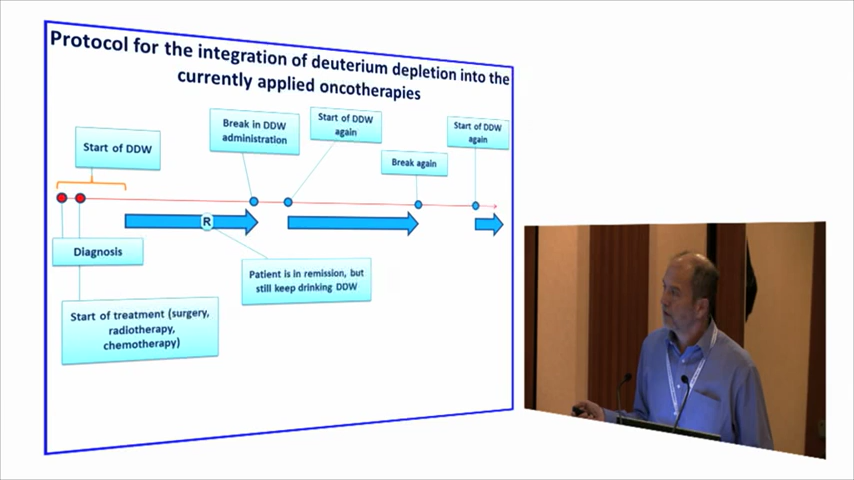 Protocol for the integration of deuterium depletion into the
currently applied oncotherapies
Start of DDW
Break in DDW
administration
Start of DDW
again
Break again
Start of DDW
again
R
Diagnosis
Patient is in remission, but
still keep drinking DDW
Start of treatment (surgery,
radiotherapy,
chemotherapy)